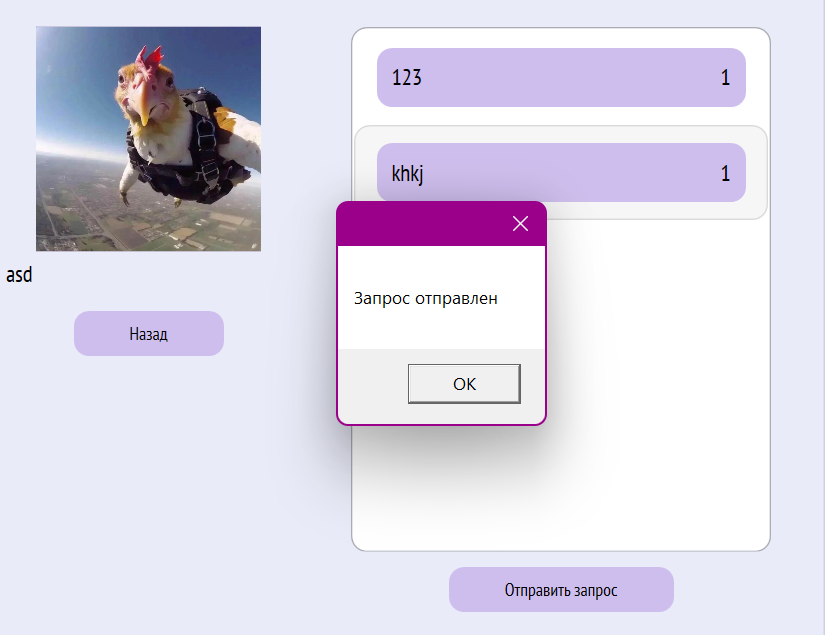 asd
Назад
123 1
khkj 1
Запрос отправлен
OK
Отправить запрос